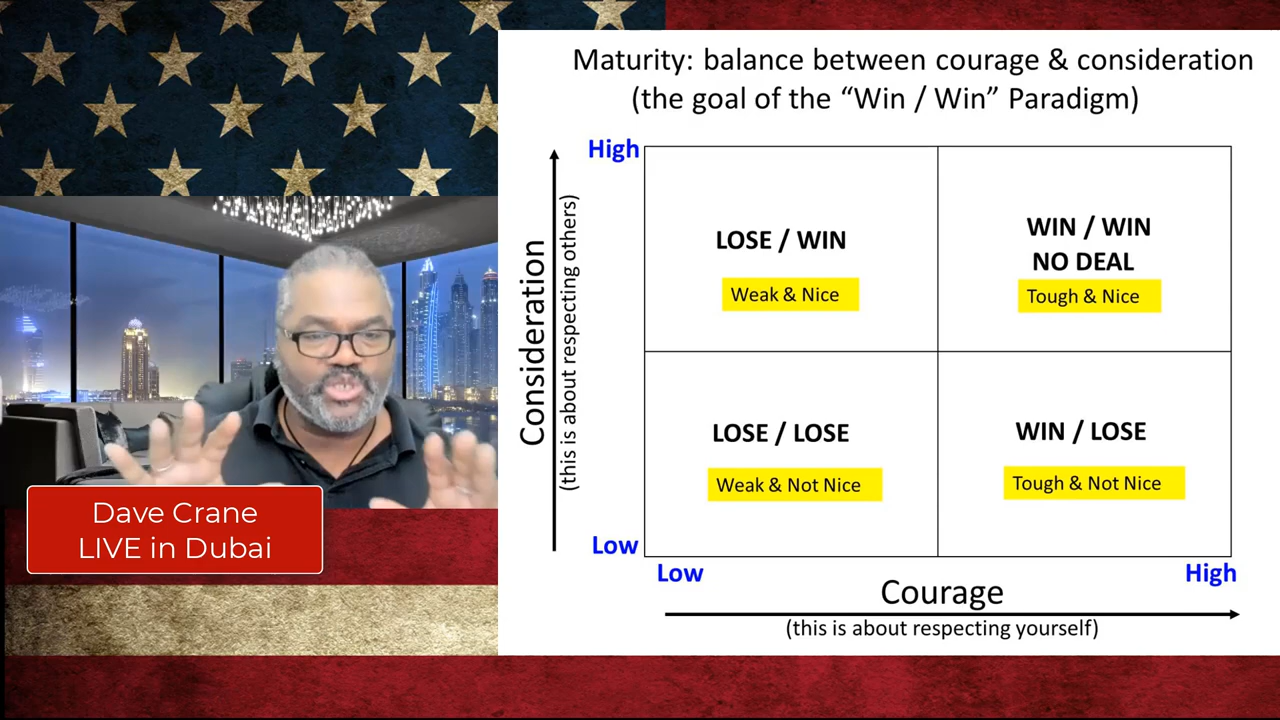 Maturity: balance between courage & consideration
(the goal of the “Win / Win” Paradigm)
High
Consideration
(this is about respecting others)
LOSE / WIN
Weak & Nice
WIN / WIN
NO DEAL
Tough & Nice
LOSE / LOSE
Weak & Not Nice
WIN / LOSE
Tough & Not Nice
Low
Low
High
Courage
(this is about respecting yourself)
Dave Crane
LIVE in Dubai